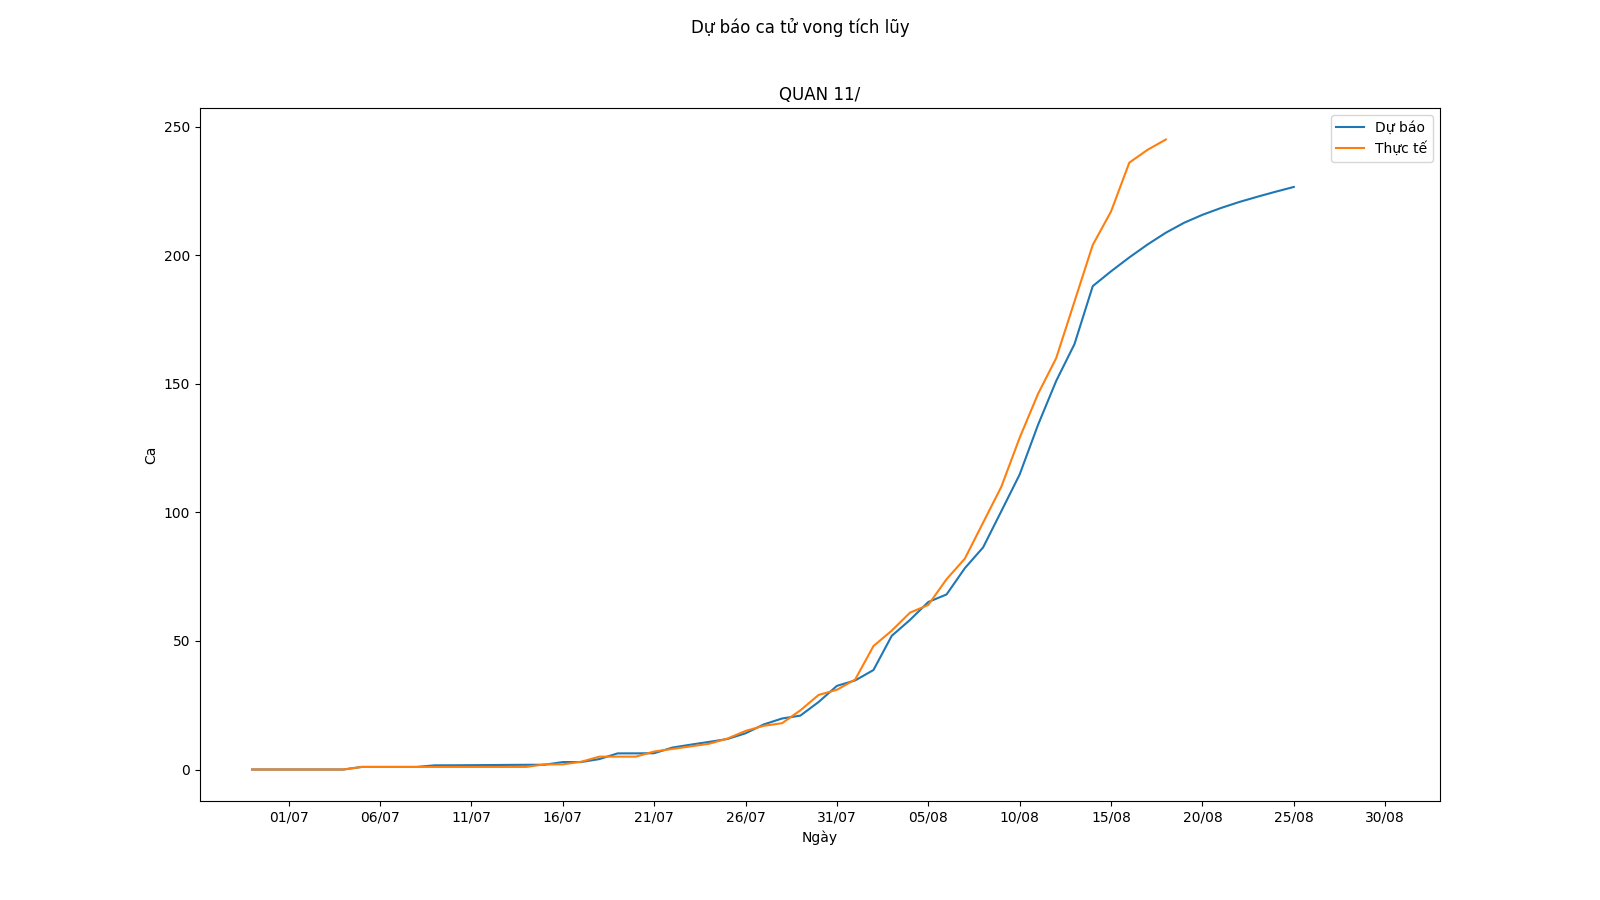 Dự báo ca tử vong tích lũy
QUAN 11/
Dự báo
Thực tế
250
200
150
100
50
0
Ca
01/07 06/07 11/07 16/07 21/07 26/07 31/07 05/08 10/08 15/08 20/08 25/08 30/08
Ngày